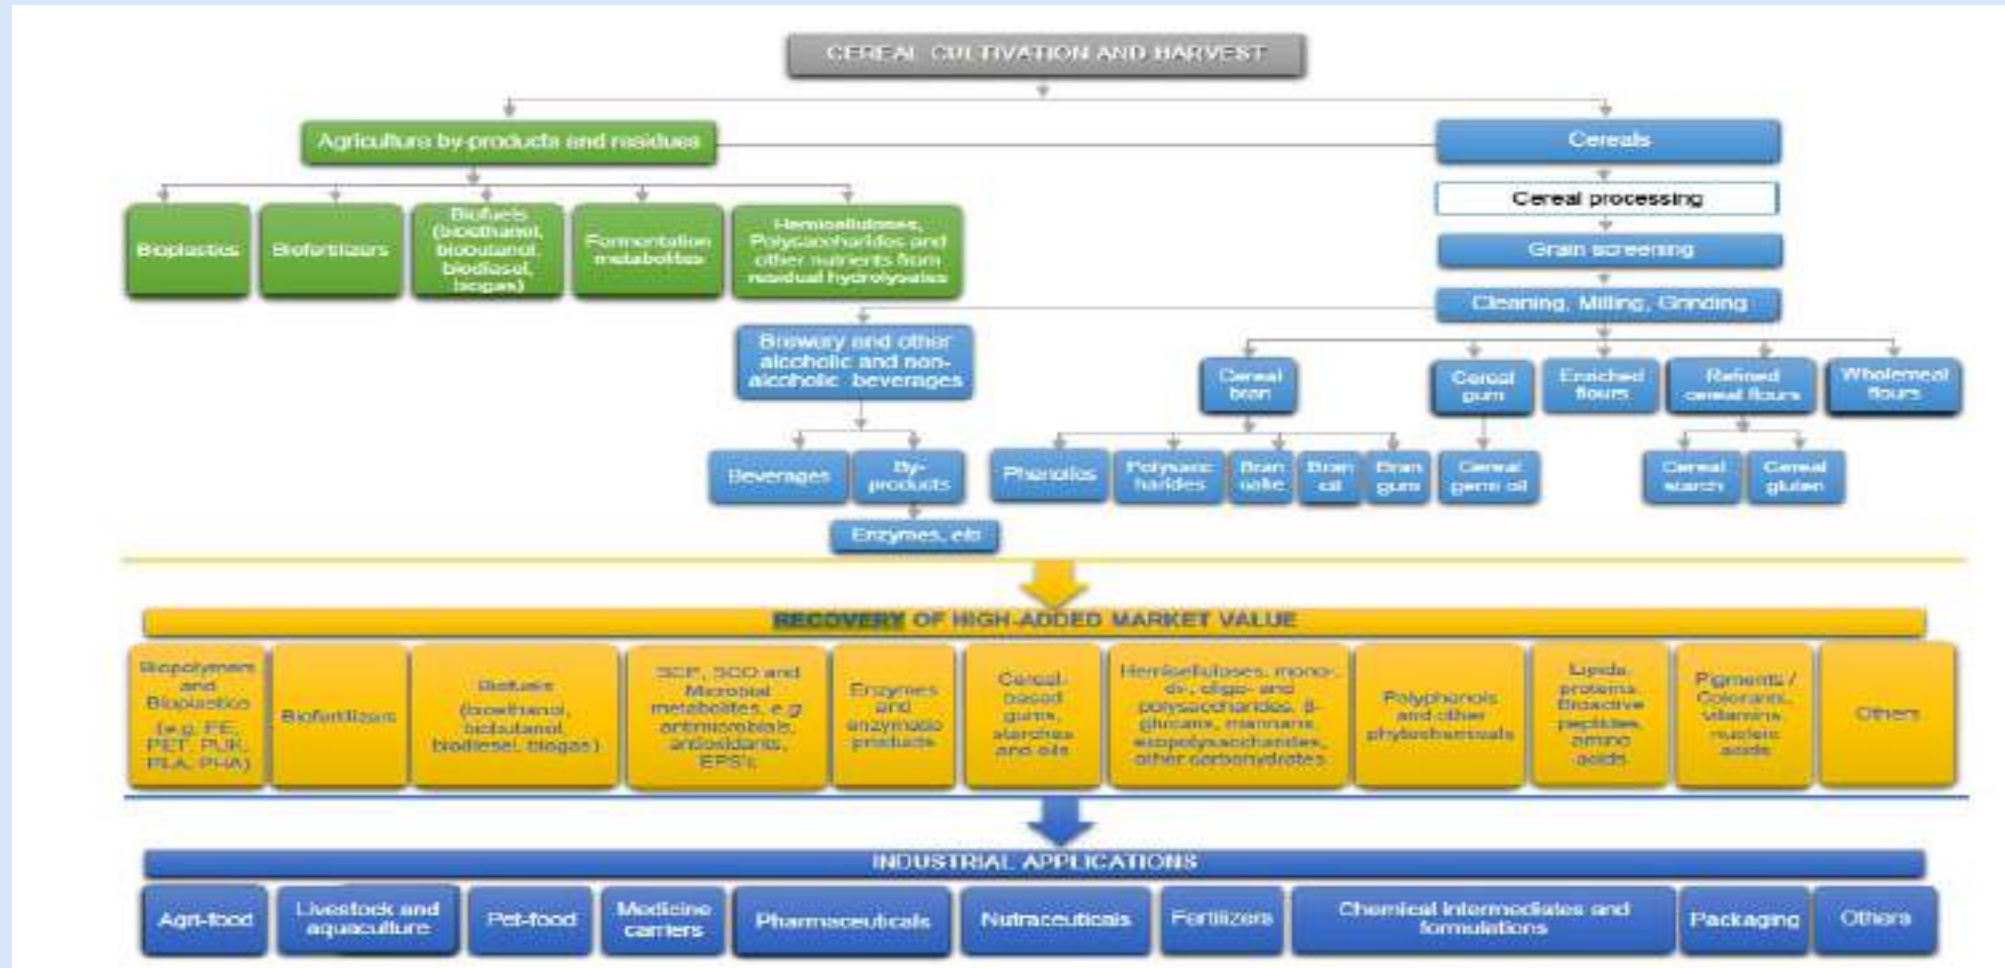 CEREAL CULTIVATION AND HARVEST
Agriculture by-products and residues
Cereals
Cereal processing
Grain screening
Cleaning, Milling, Grinding
Bioplastics
Biofertilizers
Biofuels
(bioethanol,
biobutanol,
biodiesel,
biogas)
Fermentation
metabolites
Hemicelluloses,
Polysaccharides and
other nutrients from
residual hydrolysates
Brewery and other
alcoholic and non-
alcoholic beverages
Cereal
bran
Cereal
gum
Enriched
flours
Refined
cereal flours
Wholemeal
flours
Beverages
By-
products
Phenolics
Polysacc
harides
Bran
cake
Bran
oil
Bran
gum
Cereal
germ oil
Cereal
starch
Cereal
gluten
Enzymes, etc
RECOVERY OF HIGH-ADDED MARKET VALUE
Biopolymers
and
Bioplastics
(e.g. PE,
PET, PUR,
PLA, PHA)
Biofertilizers
Biofuels
(bioethanol,
biobutanol,
biodiesel, biogas)
SCP, SCO and
Microbial
metabolites, e.g
antimicrobials,
antioxidants,
Enzymes
and
enzymatic
products
Cereal-
based
gums,
starches
and oils
Hemicelluloses, mono-,
di-, oligo- and
polysaccharides, β-
glucans, mannans,
exopolysaccharides,
other carbohydrates
Polyphenols
and other
phytochemicals
Lipids,
proteins,
Bioactive
peptides,
amino
acids
Pigments /
Colorants,
vitamins,
nucleic
acids
Others
INDUSTRIAL APPLICATIONS
Agri-food
Livestock and
aquaculture
Pet-food
Medicine
carriers
Pharmaceuticals
Nutraceuticals
Fertilizers
Chemical intermediates and
formulations
Packaging
Others